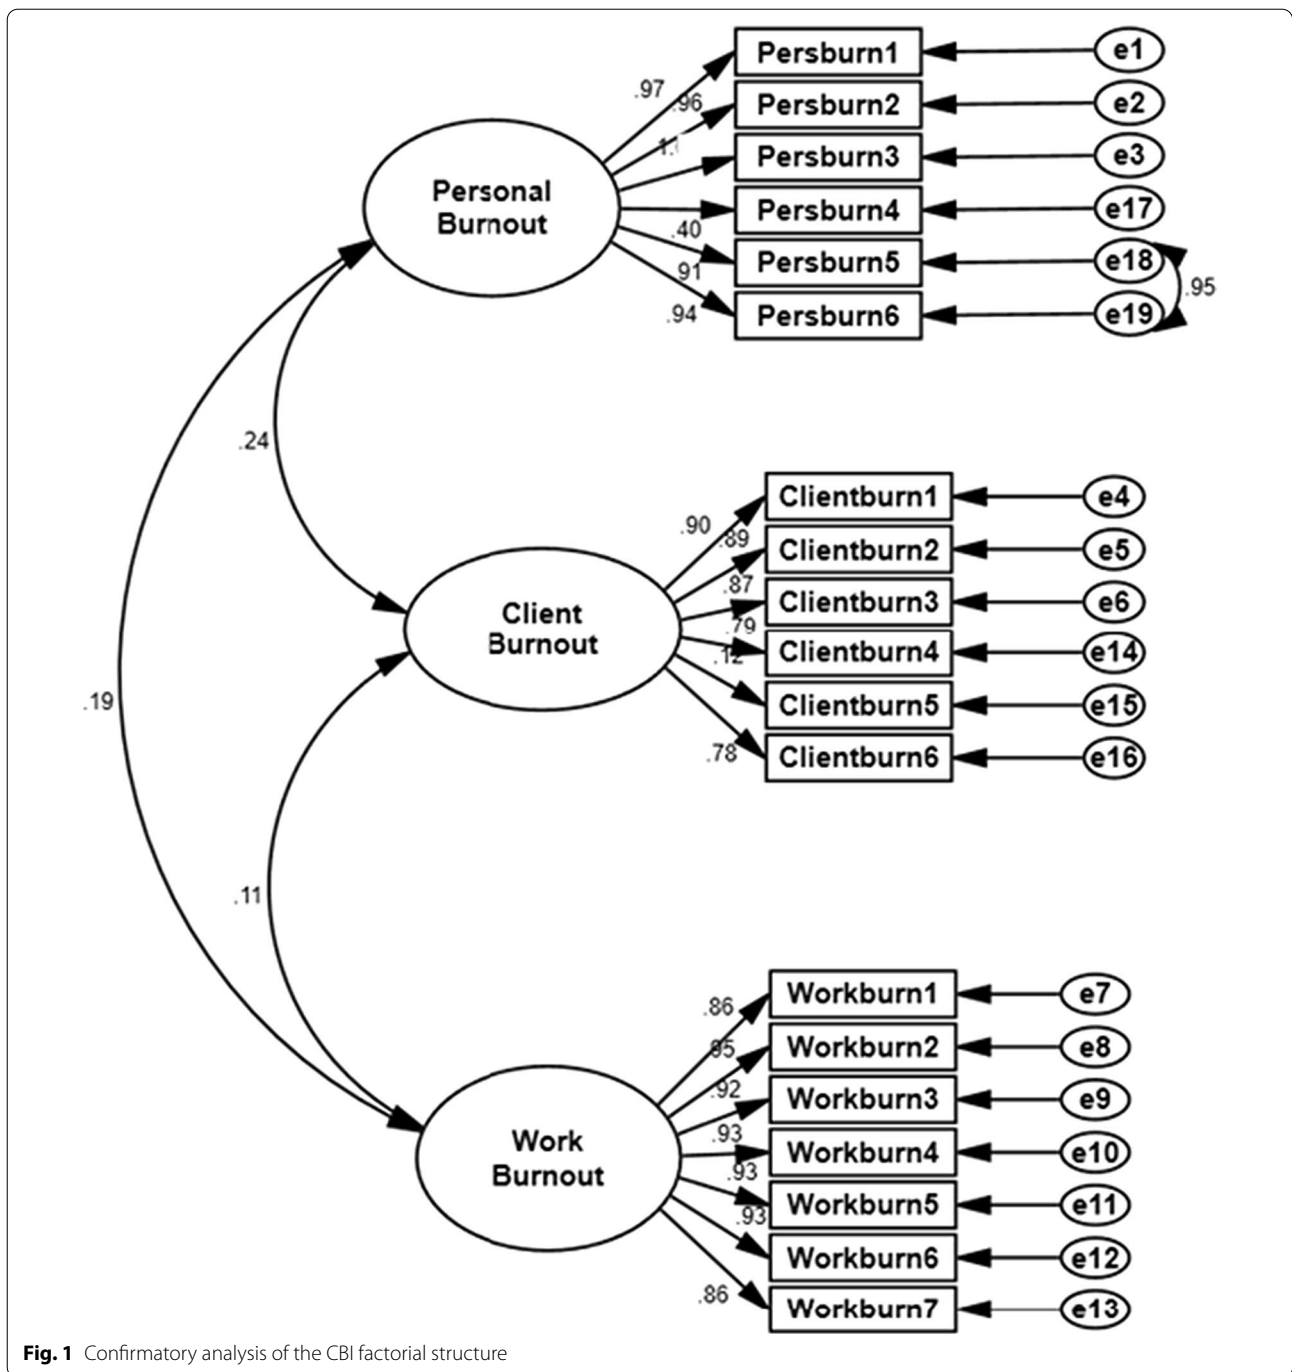 Persburn1
e1
.97
.96
Persburn2
e2
Persburn3
e3
Personal
Burnout
Persburn4
e17
.40
Persburn5
e18
.91
.95
Persburn6
e19
.94
.24
Clientburn1
e4
.90
.89
Clientburn2
e5
.87
Clientburn3
e6
Client
Burnout
.79
Clientburn4
e14
.12
Clientburn5
e15
.78
Clientburn6
e16
.19
.11
Workburn1
e7
.86
.95
Workburn2
e8
.92
Workburn3
e9
.93
Work
Burnout
Workburn4
e10
.93
Workburn5
e11
.93
Workburn6
e12
.86
Workburn7
e13
Fig. 1 Confirmatory analysis of the CBI factorial structure